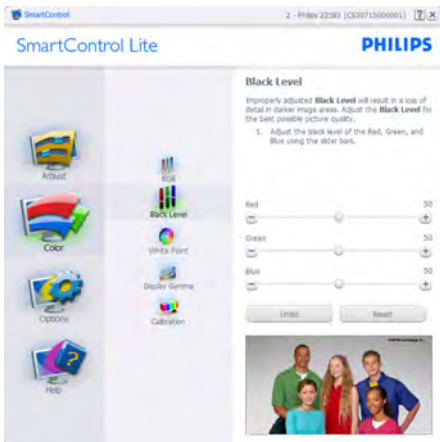 SmartControl
2 - Philips 225B1 (CS30715000001)
SmartControl Lite
PHILIPS
Black Level
Improperly adjusted Black Level will result in a loss of
detail in darker image areas. Adjust the Black Level for
the best possible picture quality.
1. Adjust the black level of the Red, Green, and
Blue using the slider bars.
Adjust
Color
Options
Help
RGB
Black Level
White Point
Display Gamma
Calibration
Red 50
Green 50
Blue 50
Undo Reset